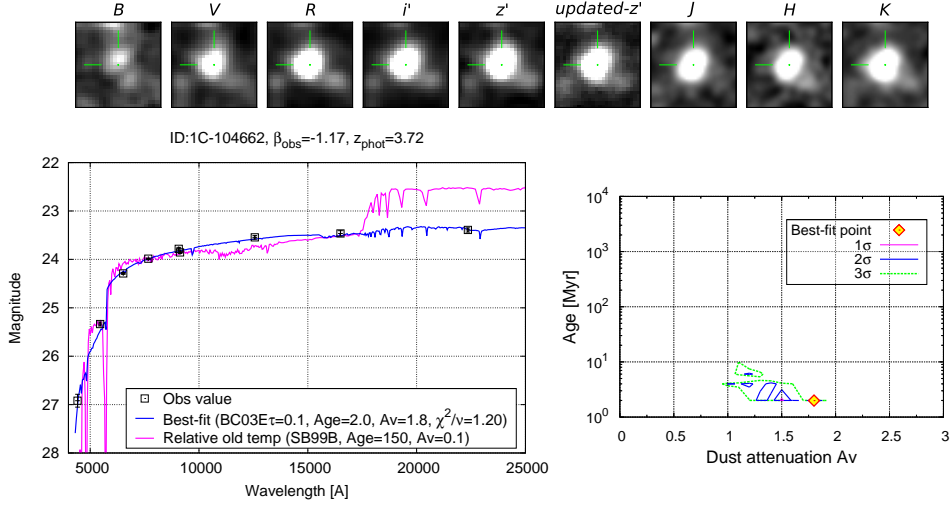 B V R i' z' updated-z' J H K
ID:1C-104662, βobs=-1.17, zphot=3.72
22
23
24
25
26
27
28
Magnitude
5000 10000 15000 20000 25000
Wavelength [A]
Obs value
Best-fit (BC03Eτ=0.1, Age=2.0, Av=1.8, χ²/ν=1.20)
Relative old temp (SB99B, Age=150, Av=0.1)
10⁴
10³
10²
10¹
10⁰
Age [Myr]
0 0.5 1 1.5 2 2.5 3
Dust attenuation Av
Best-fit point
1σ
2σ
3σ